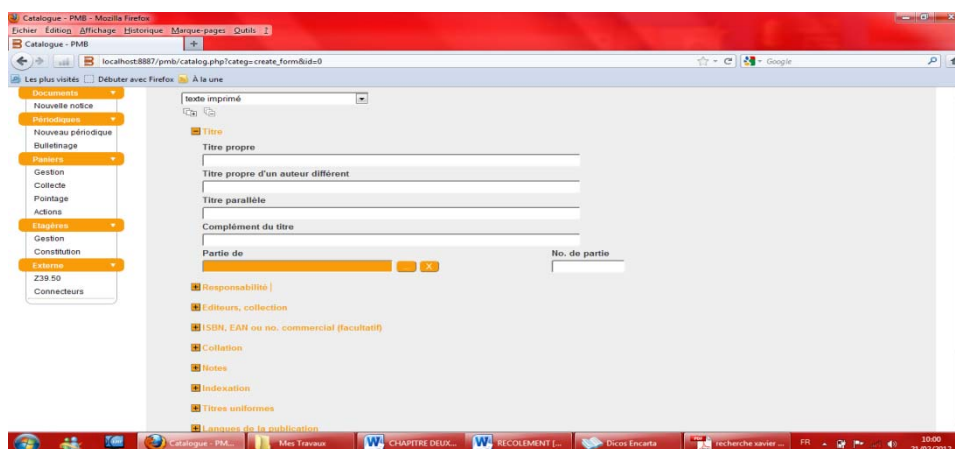 Catalogue - PMB - Mozilla Firefox
Fichier Édition Affichage Historique Marque-pages Outils ?
Catalogue - PMB
localhost:8887/pmb/catalog.php?categ=create_form&id=0
Google
Les plus visités Débuter avec Firefox À la une
Documents
Nouvelle notice
Périodiques
Nouveau périodique
Bulletinage
Paniers
Gestion
Collecte
Pointage
Actions
Etagères
Gestion
Constitution
Externe
Z39.50
Connecteurs
texte imprimé
Titre
Titre propre
Titre propre d'un auteur différent
Titre parallèle
Complément du titre
Partie de No. de partie
... X
Responsabilité
Editeurs, collection
ISBN, EAN ou no. commercial (facultatif)
Collation
Notes
Indexation
Titres uniformes
Langues de la publication
Catalogue - PM... Mes Travaux CHAPITRE DEUX... RECOLEMENT [... Dicos Encarta recherche xavier ... FR 10:00
21/02/2012